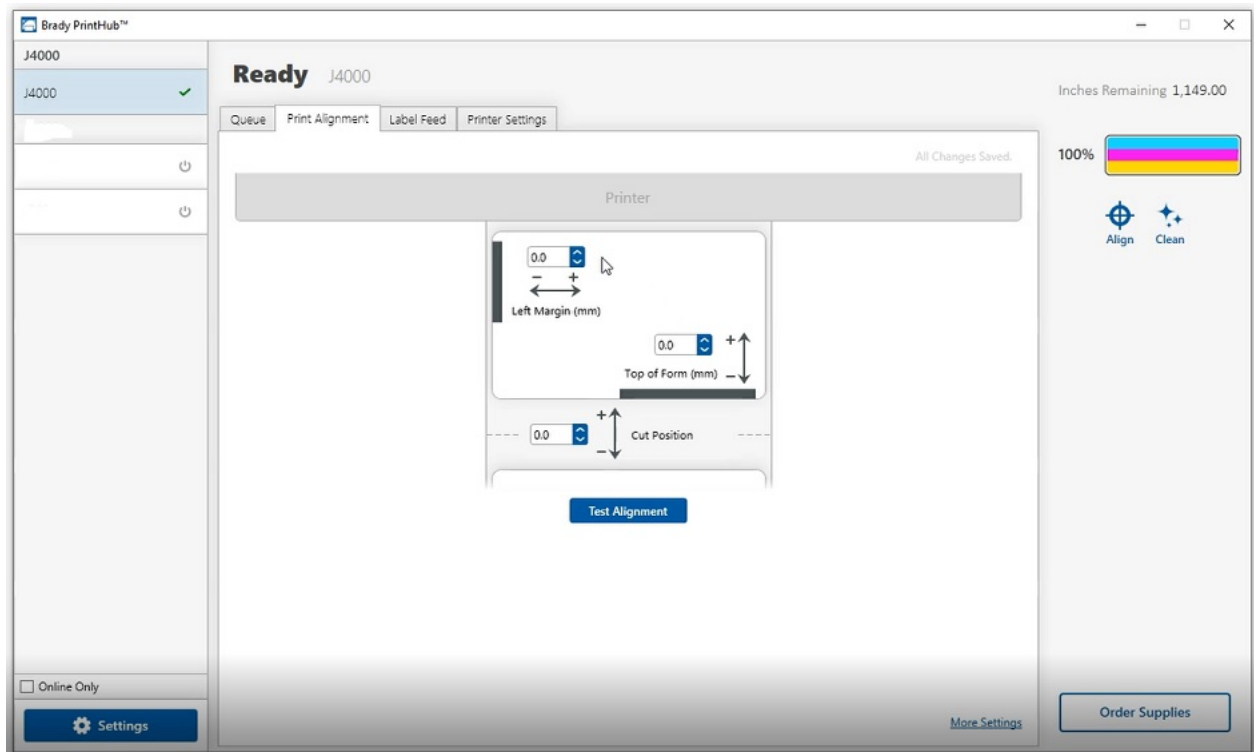 Brady PrintHub™
J4000
J4000 ✓
Online Only
Settings
Ready J4000
Queue Print Alignment Label Feed Printer Settings
All Changes Saved.
Printer
0.0
− +
Left Margin (mm)
0.0 +
Top of Form (mm) −
+
0.0 Cut Position
−
Test Alignment
More Settings
Inches Remaining 1,149.00
100%
Align Clean
Order Supplies